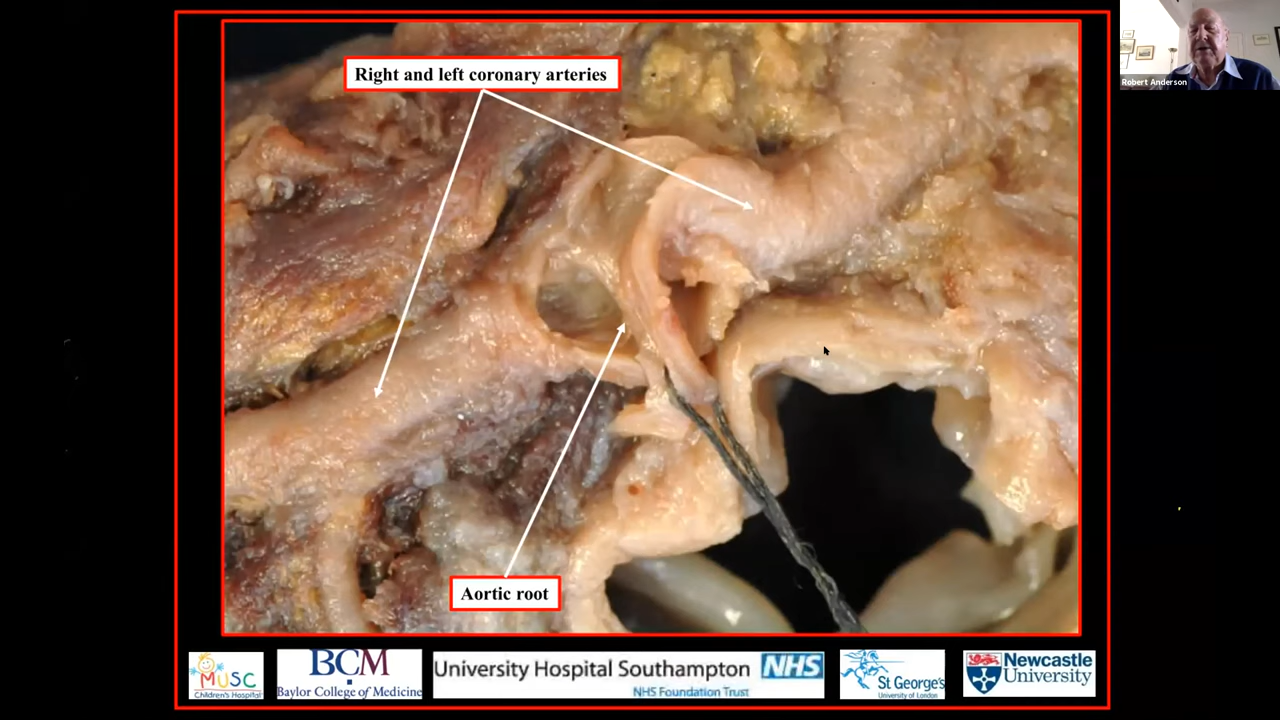 Right and left coronary arteries
Robert Anderson
Aortic root
MUSC
Children's Hospital
BCM
Baylor College of Medicine
University Hospital Southampton NHS
NHS Foundation Trust
St George's
University of London
Newcastle
University